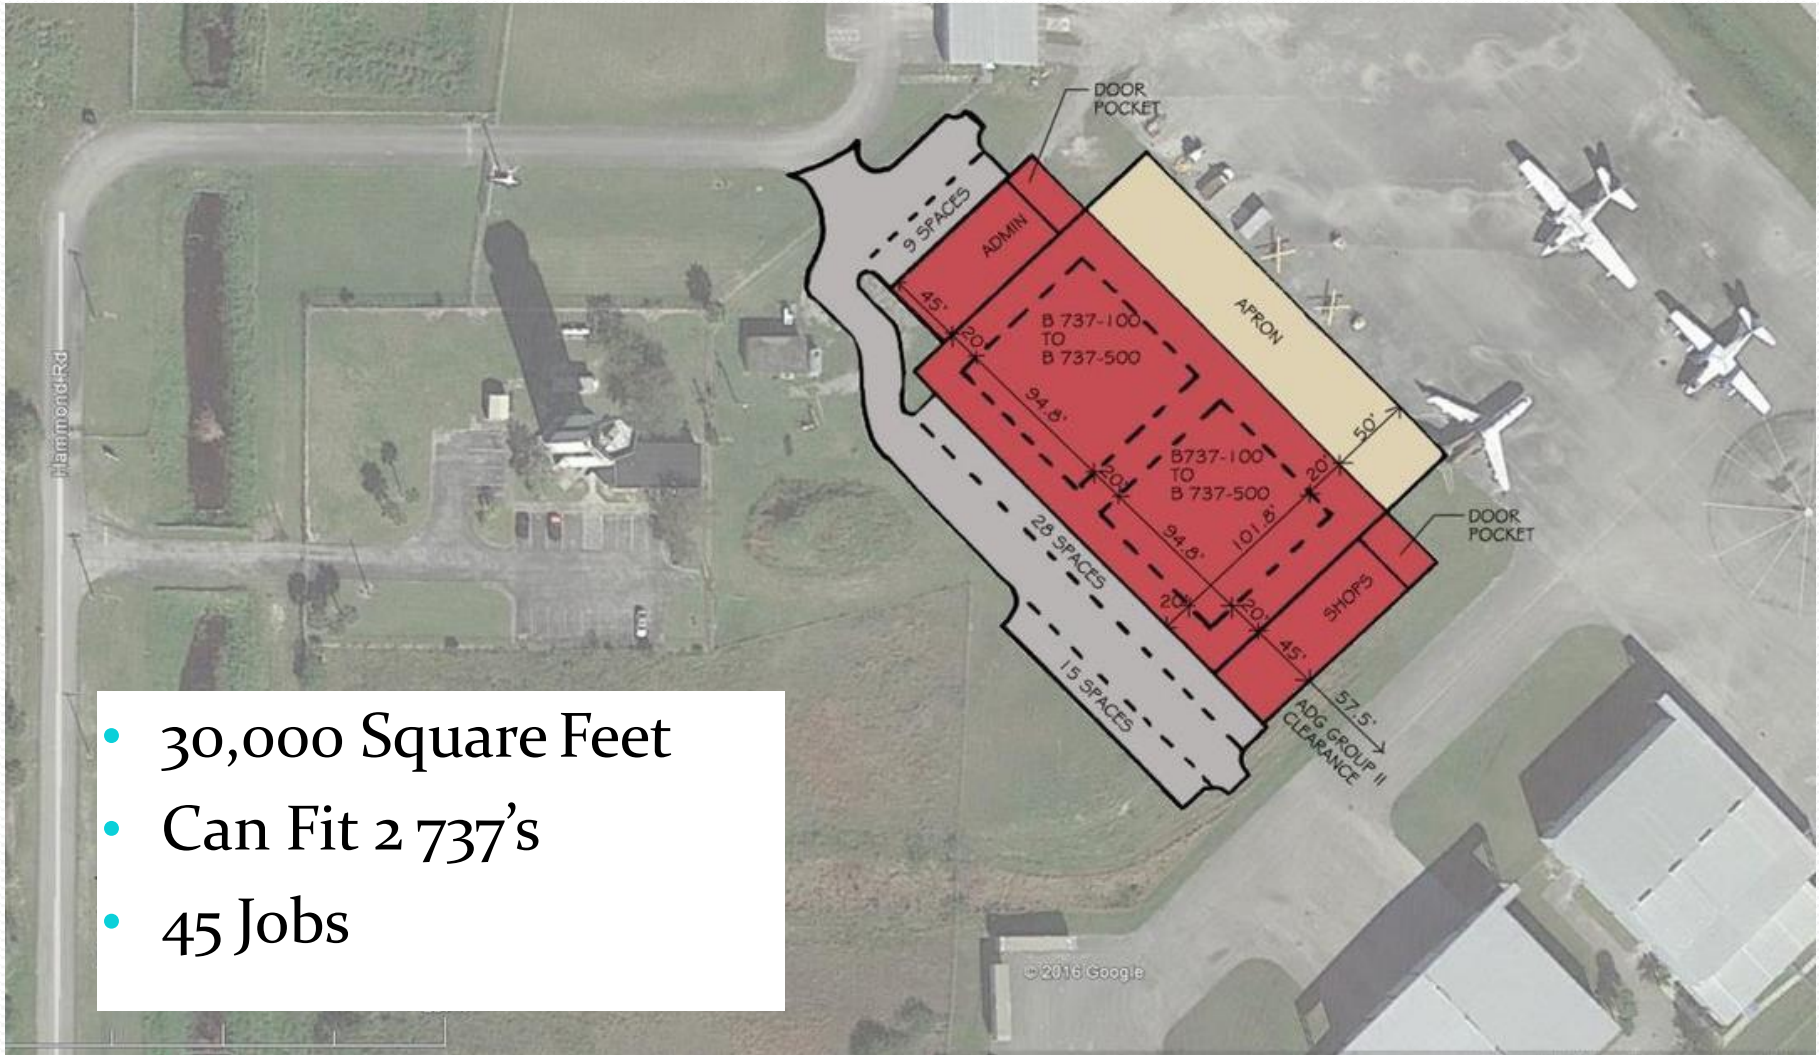 DOOR
POCKET
9 SPACES
ADMIN
45'
20'
B 737-100
TO
B 737-500
APRON
94.8'
50'
20'
B737-100
TO
B 737-500
20'
101.8'
94.8'
DOOR
POCKET
28 SPACES
SHOPS
20'
20'
45'
15 SPACES
57.5'
ADG GROUP II
CLEARANCE
Hammond Rd
• 30,000 Square Feet
• Can Fit 2 737’s
• 45 Jobs
© 2016 Google